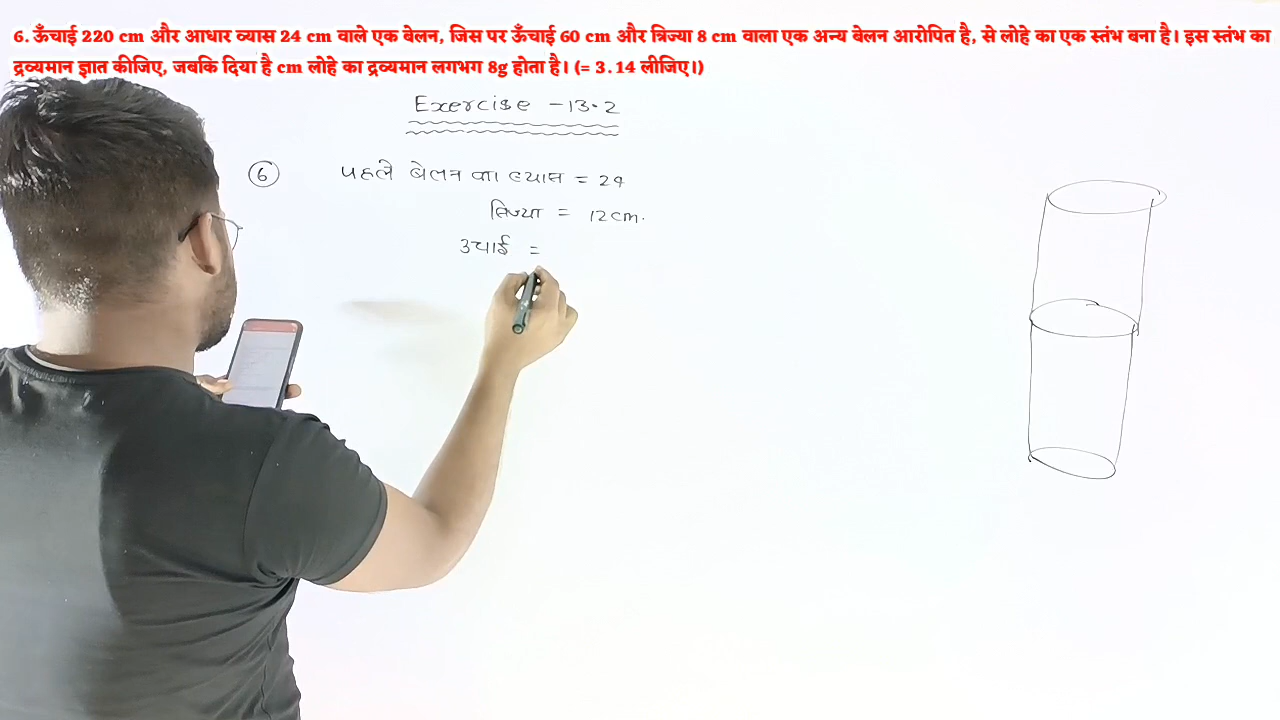 6. ऊँचाई 220 cm और आधार व्यास 24 cm वाले एक बेलन, जिस पर ऊँचाई 60 cm और त्रिज्या 8 cm वाला एक अन्य बेलन आरोपित है, से लोहे का एक स्तंभ बना है। इस स्तंभ का
द्रव्यमान ज्ञात कीजिए, जबकि दिया है cm लोहे का द्रव्यमान लगभग 8g होता है। (= 3.14 लीजिए।)
Exercise -13.2
6 पहले बेलन का व्यास = 24
त्रिज्या = 12cm.
उचाई =